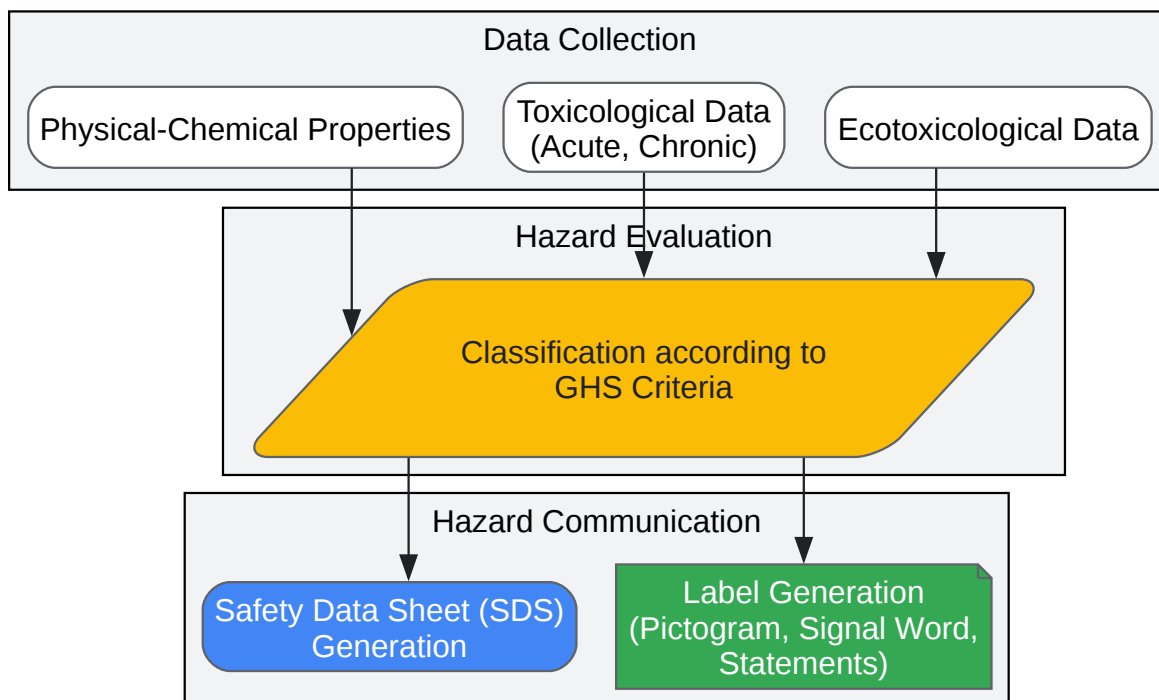 Data Collection
Physical-Chemical Properties
Toxicological Data
(Acute, Chronic)
Ecotoxicological Data
Hazard Evaluation
Classification according to
GHS Criteria
Hazard Communication
Safety Data Sheet (SDS)
Generation
Label Generation
(Pictogram, Signal Word,
Statements)